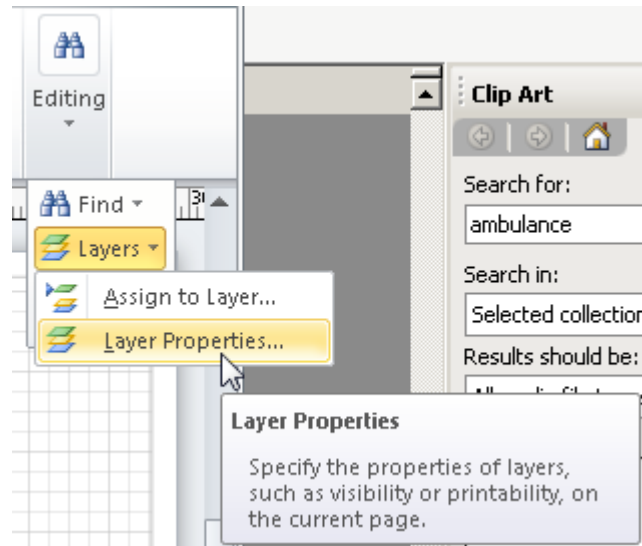 Editing
Find
Layers
Assign to Layer...
Layer Properties...
Layer Properties
Specify the properties of layers,
such as visibility or printability, on
the current page.
Clip Art
Search for:
ambulance
Search in:
Selected collection
Results should be: